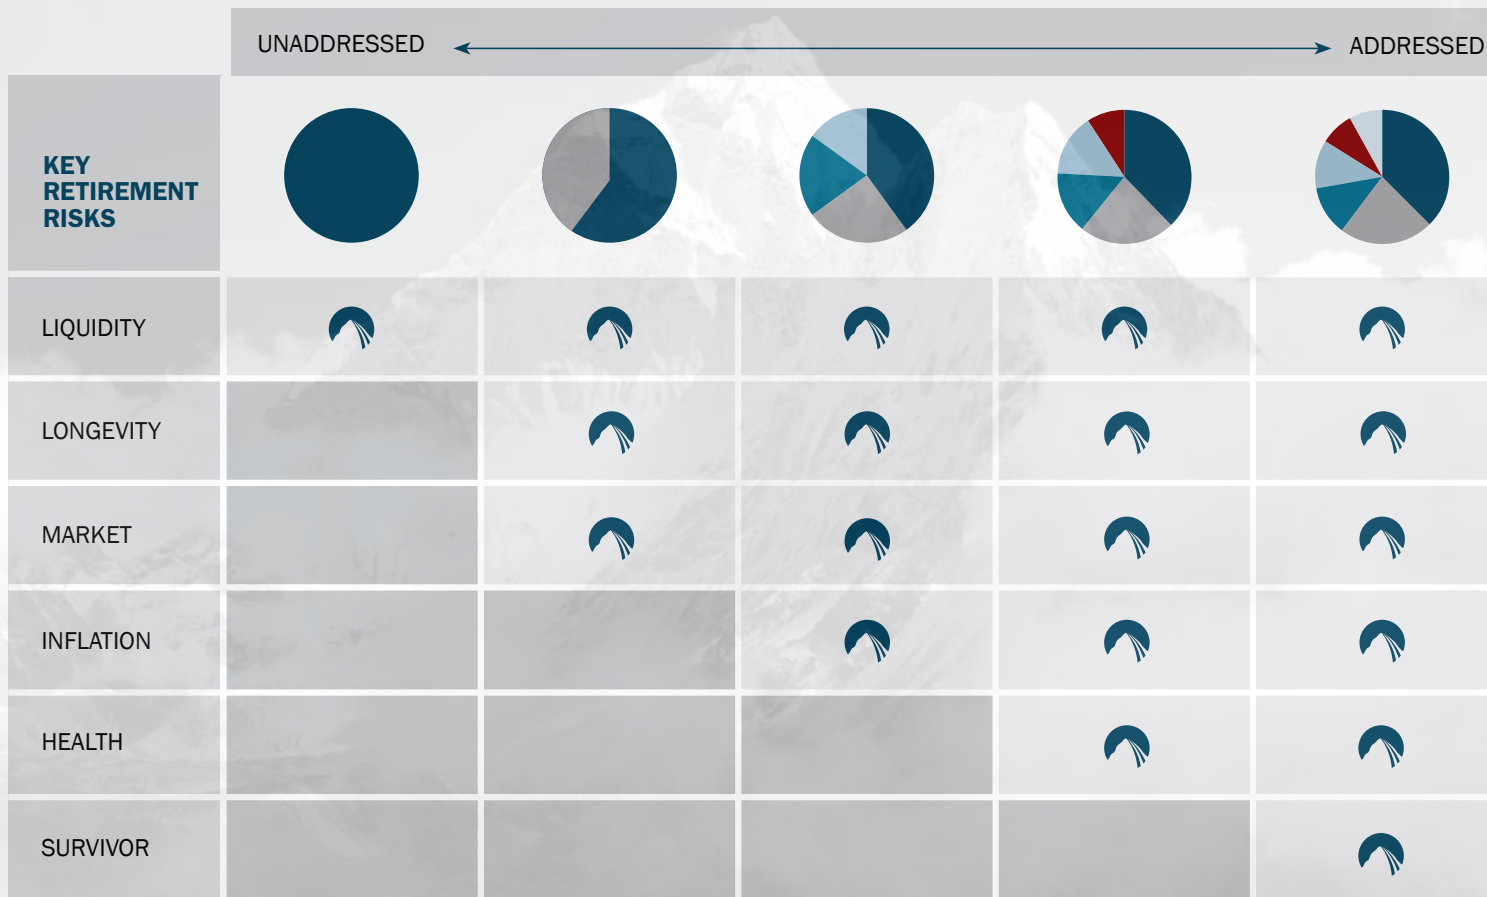 UNADDRESSED
ADDRESSED
KEY
RETIREMENT
RISKS
LIQUIDITY
LONGEVITY
MARKET
INFLATION
HEALTH
SURVIVOR